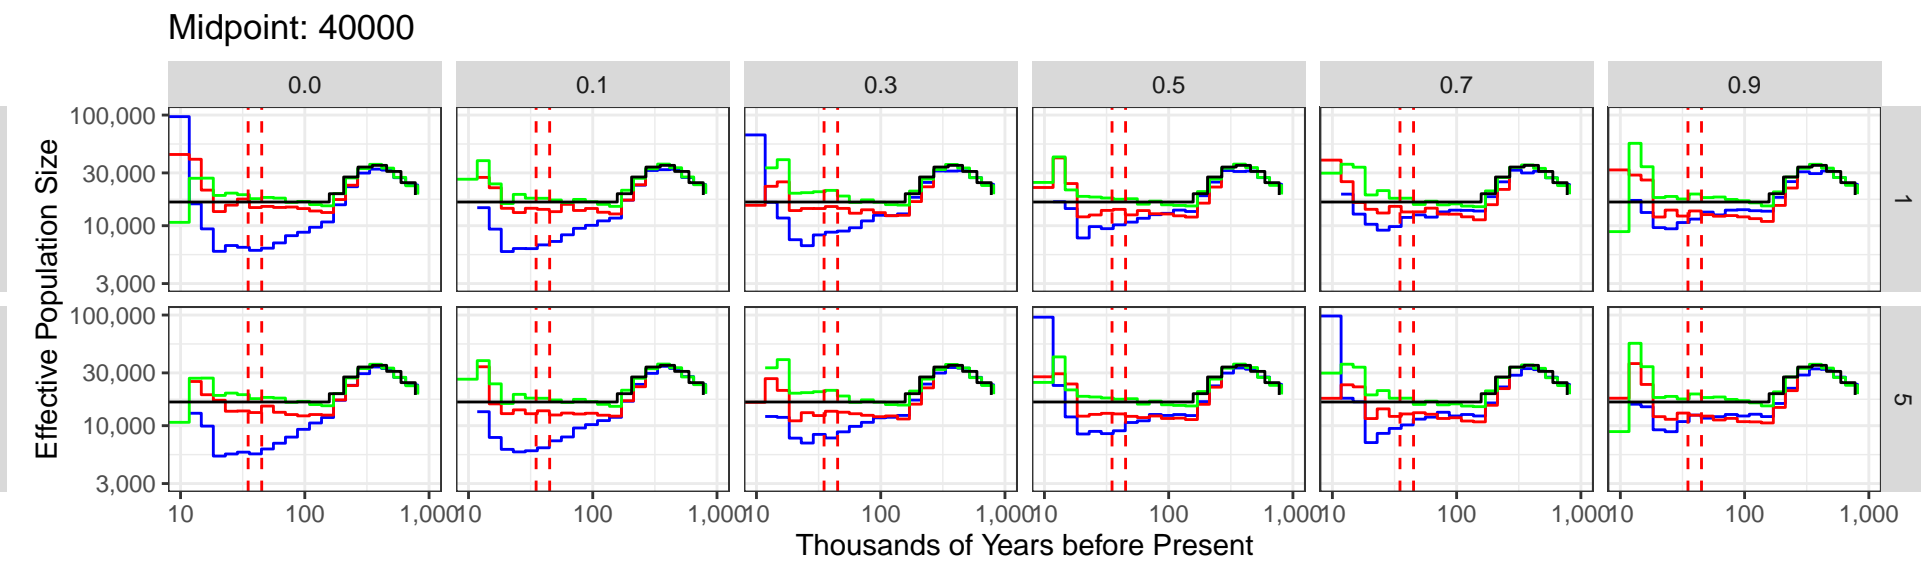 Midpoint: 40000
0.0 0.1 0.3 0.5 0.7 0.9
Effective Population Size
100,000
30,000
10,000
3,000
1
100,000
30,000
10,000
3,000
5
10 100 1,000 10 100 1,000 10 100 1,000 10 100 1,000 10 100 1,000 10 100 1,000
Thousands of Years before Present